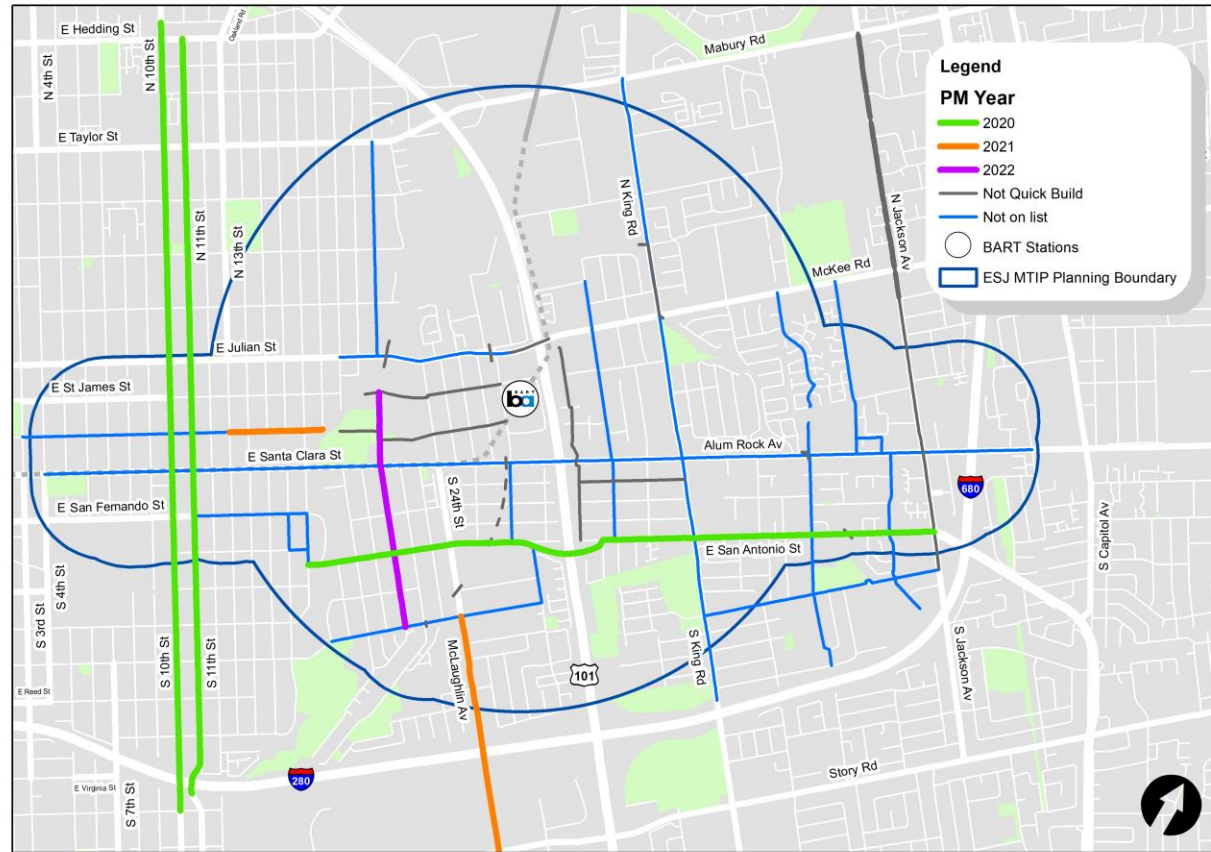 E Hedding St
N 4th St
N 10th St
Oakland Rd
Mabury Rd
E Taylor St
N 11th St
N 13th St
N King Rd
N Jackson Av
McKee Rd
Legend
PM Year
2020
2021
2022
Not Quick Build
Not on list
BART Stations
ESJ MTIP Planning Boundary
E Julian St
E St James St
BART
ba
E Santa Clara St
Alum Rock Av
E San Fernando St
S 24th St
680
E San Antonio St
S Capitol Av
S 3rd St
S 4th St
S 10th St
S 11th St
McLaughlin Av
101
S King Rd
S Jackson Av
E Reed St
280
Story Rd
E Virginia St
S 7th St